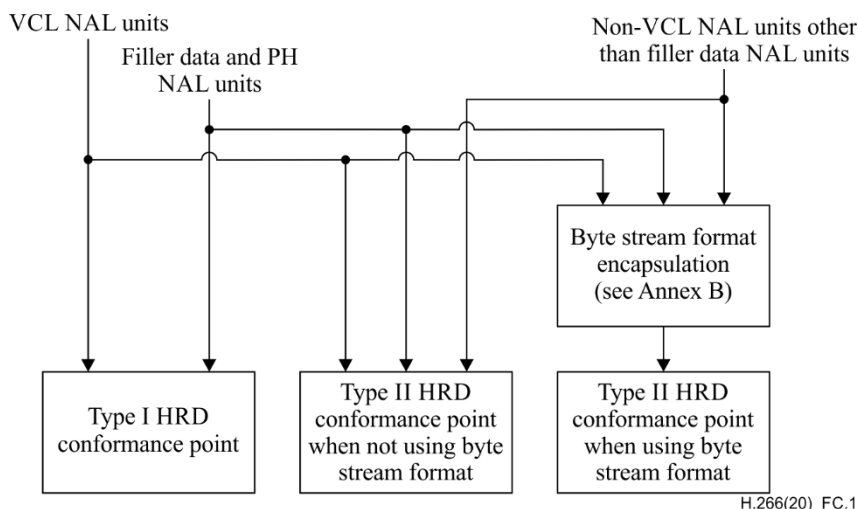 VCL NAL units
Filler data and PH
NAL units
Non-VCL NAL units other
than filler data NAL units
Byte stream format
encapsulation
(see Annex B)
Type I HRD
conformance point
Type II HRD
conformance point
when not using byte
stream format
Type II HRD
conformance point
when using byte
stream format
H.266(20)_FC.1